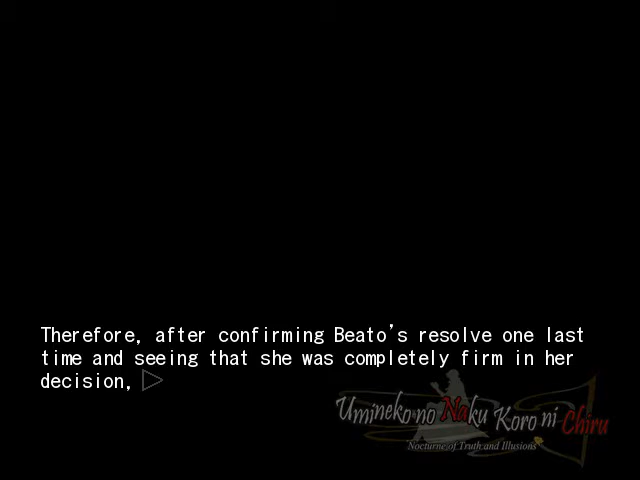 Therefore, after confirming Beato's resolve one last
time and seeing that she was completely firm in her
decision,
Umineko no Naku Koro ni Chiru
Nocturne of Truth and Illusions